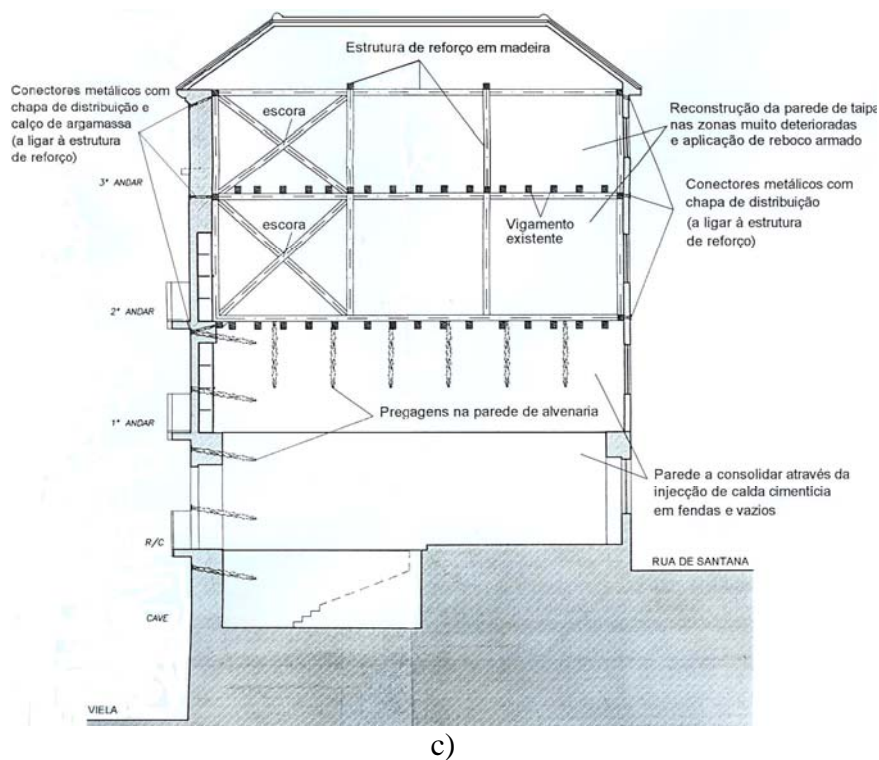 Estrutura de reforço em madeira
Conectores metálicos com
chapa de distribuição e
calço de argamassa
(a ligar à estrutura
de reforço)
escora
Reconstrução da parede de taipa
nas zonas muito deterioradas
e aplicação de reboco armado
3º ANDAR
Conectores metálicos com
chapa de distribuição
(a ligar à estrutura
de reforço)
Vigamento
existente
escora
2º ANDAR
Pregagens na parede de alvenaria
1º ANDAR
Parede a consolidar através da
injecção de calda cimentícia
em fendas e vazios
R/C
RUA DE SANTANA
CAVE
VIELA
c)